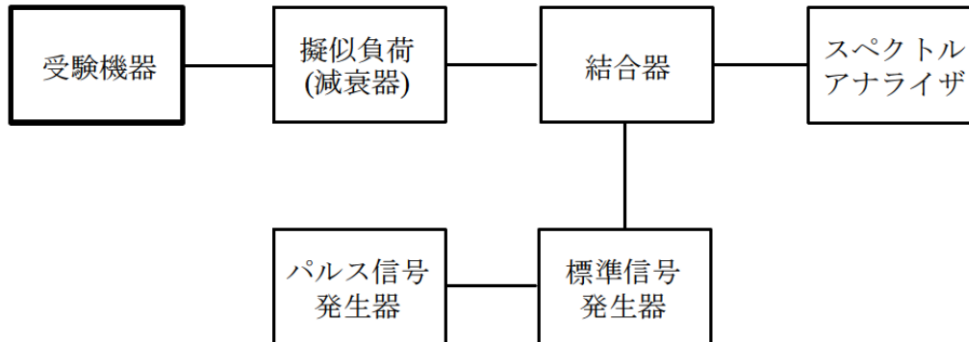 受験機器
擬似負荷
(減衰器)
結合器
スペクトル
アナライザ
パルス信号
発生器
標準信号
発生器